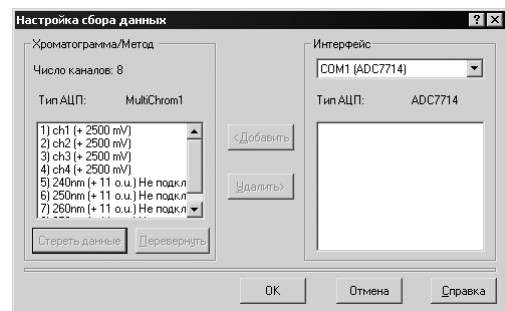 Настройка сбора данных
Хроматограмма/Метод
Число каналов: 8
Тип АЦП: MultiChrom1
1) ch1 (+ 2500 mV)
2) ch2 (+ 2500 mV)
3) ch3 (+ 2500 mV)
4) ch4 (+ 2500 mV)
5) 240nm (+ 11 o.u.) Не подкл
6) 250nm (+ 11 o.u.) Не подкл
7) 260nm (+ 11 o.u.) Не подкл
Стереть данные Перевернуть
<Добавить
Удалить>
Интерфейс
COM1 (ADC7714)
Тип АЦП: ADC7714
OK Отмена Справка